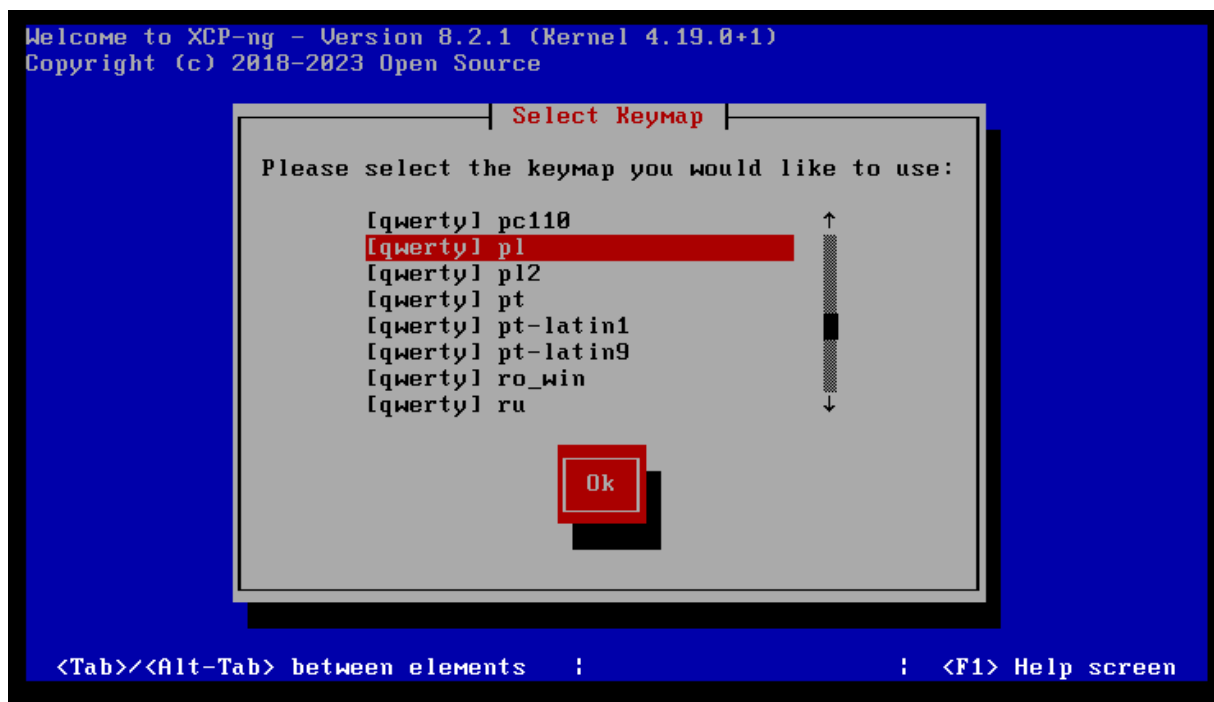 Welcome to XCP-ng - Version 8.2.1 (Kernel 4.19.0+1)
Copyright (c) 2018-2023 Open Source
Select Keymap
Please select the keymap you would like to use:
[qwerty] pc110
[qwerty] pl
[qwerty] pl2
[qwerty] pt
[qwerty] pt-latin1
[qwerty] pt-latin9
[qwerty] ro_win
[qwerty] ru
Ok
<Tab>/<Alt-Tab> between elements ¦ ¦ <F1> Help screen